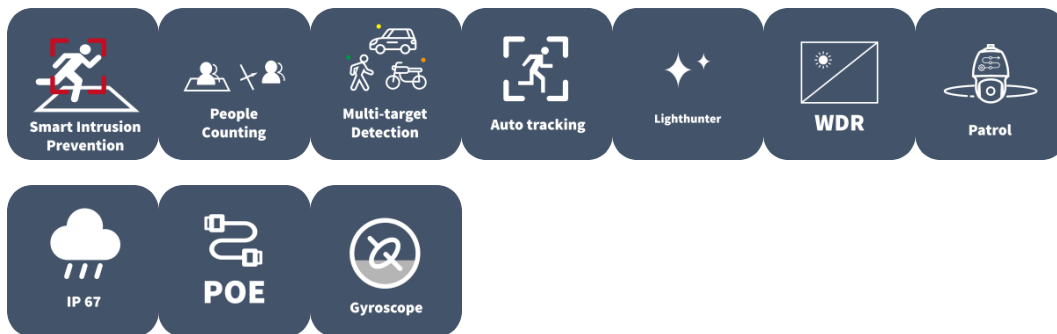 Smart Intrusion
Prevention
People
Counting
Multi-target
Detection
Auto tracking
Lighthunter
WDR
Patrol
IP 67
POE
Gyroscope